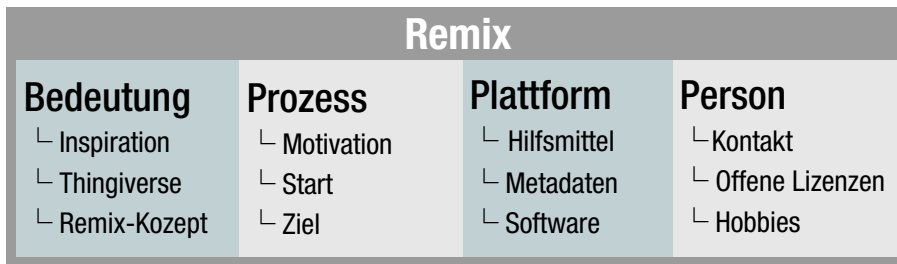 Remix
Bedeutung
Inspiration
Thingiverse
Remix-Kozept
Prozess
Motivation
Start
Ziel
Plattform
Hilfsmittel
Metadaten
Software
Person
Kontakt
Offene Lizenzen
Hobbies